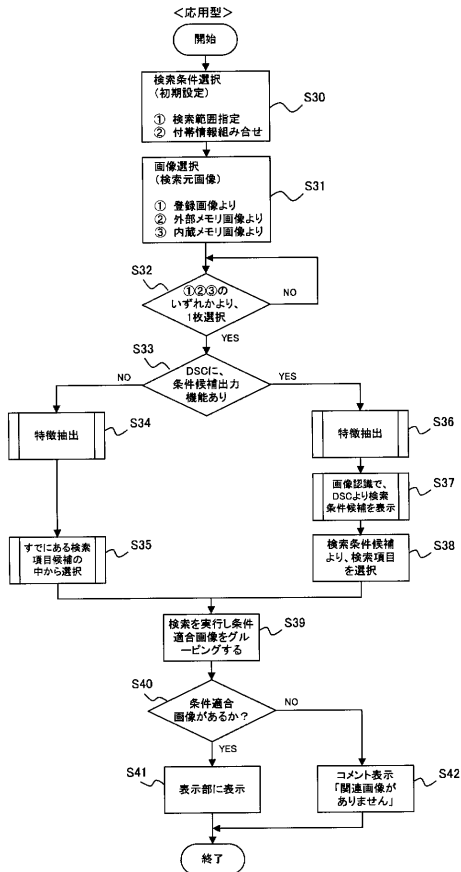 ＜応用型＞
開始
検索条件選択
(初期設定)
① 検索範囲指定
② 付帯情報組み合せ
S30
画像選択
(検索元画像)
① 登録画像より
② 外部メモリ画像より
③ 内蔵メモリ画像より
S31
S32
①②③の
いずれかより、
1枚選択
NO
YES
S33
DSCに、
条件候補出力
機能あり
NO
YES
特徴抽出
S34
特徴抽出
S36
画像認識で、
DSCより検索
条件候補を表示
S37
すでにある検索
項目候補の
中から選択
S35
検索条件候補
より、検索項目
を選択
S38
検索を実行し条件
適合画像をグル
ーピングする
S39
S40
条件適合
画像があるか？
NO
YES
S41
表示部に表示
コメント表示
「関連画像が
ありません」
S42
終了